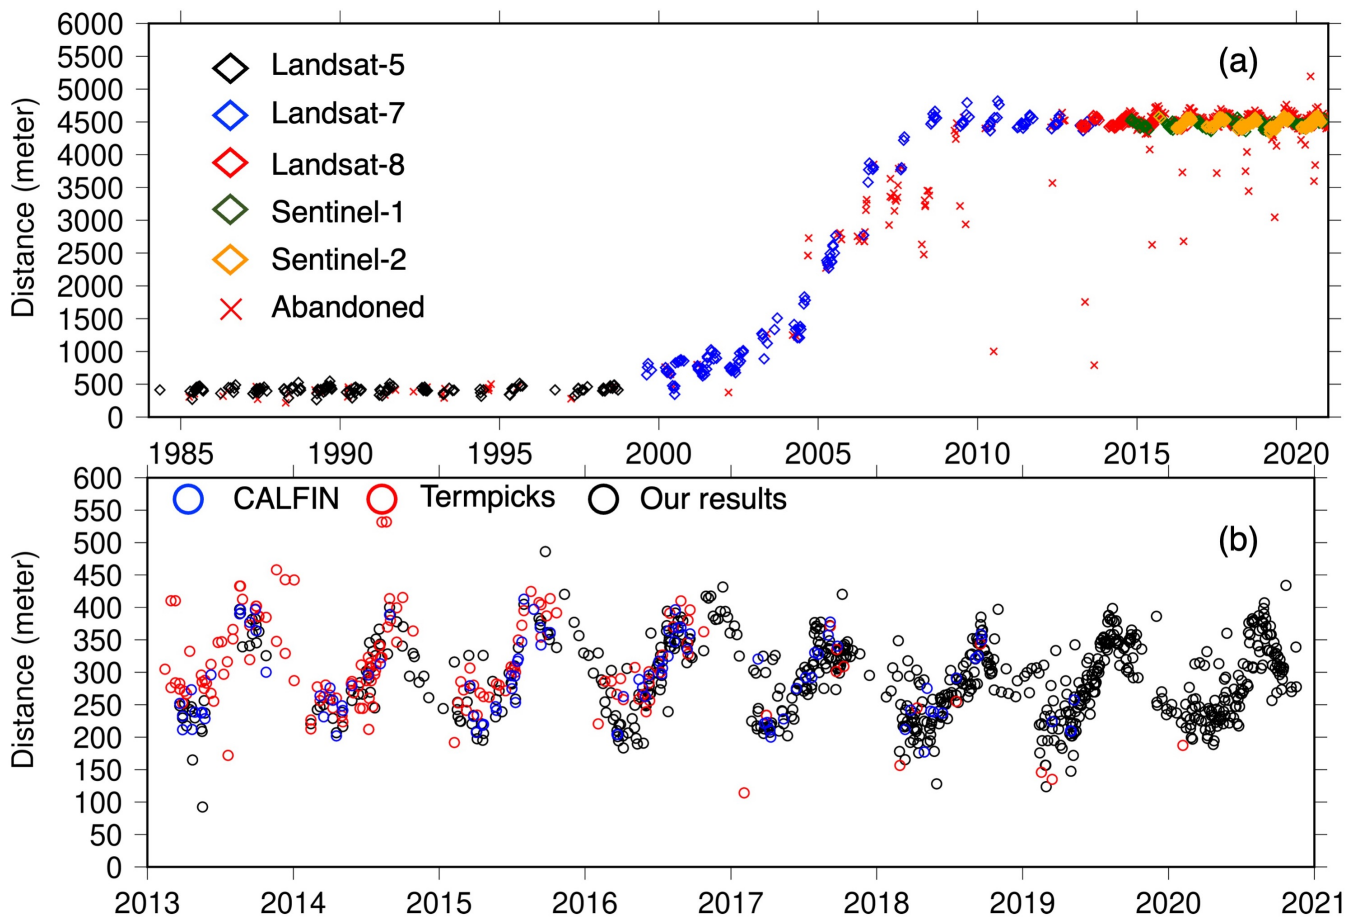 6000
5500
5000
4500
4000
3500
3000
2500
2000
1500
1000
500
0
Distance (meter)
(a)
Landsat-5
Landsat-7
Landsat-8
Sentinel-1
Sentinel-2
Abandoned
1985 1990 1995 2000 2005 2010 2015 2020
600
550
500
450
400
350
300
250
200
150
100
50
0
Distance (meter)
CALFIN Termpicks Our results
(b)
2013 2014 2015 2016 2017 2018 2019 2020 2021